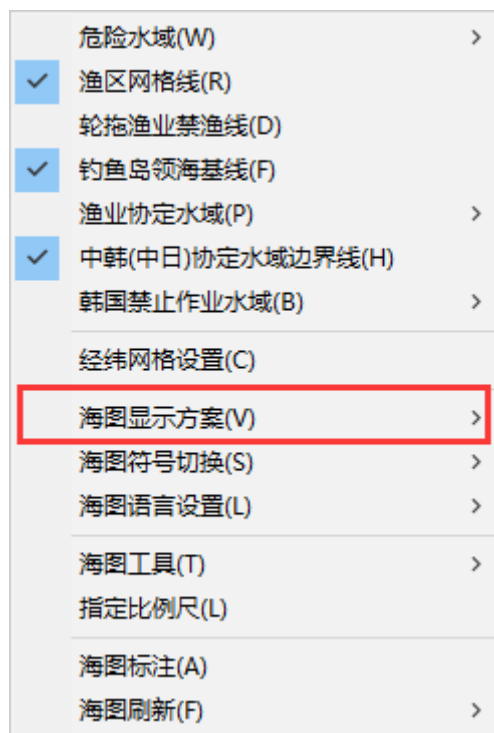 危险水域(W)
渔区网格线(R)
轮拖渔业禁渔线(D)
钓鱼岛领海基线(F)
渔业协定水域(P)
中韩(中日)协定水域边界线(H)
韩国禁止作业水域(B)
经纬网格设置(C)
海图显示方案(V)
海图符号切换(S)
海图语言设置(L)
海图工具(T)
指定比例尺(L)
海图标注(A)
海图刷新(F)